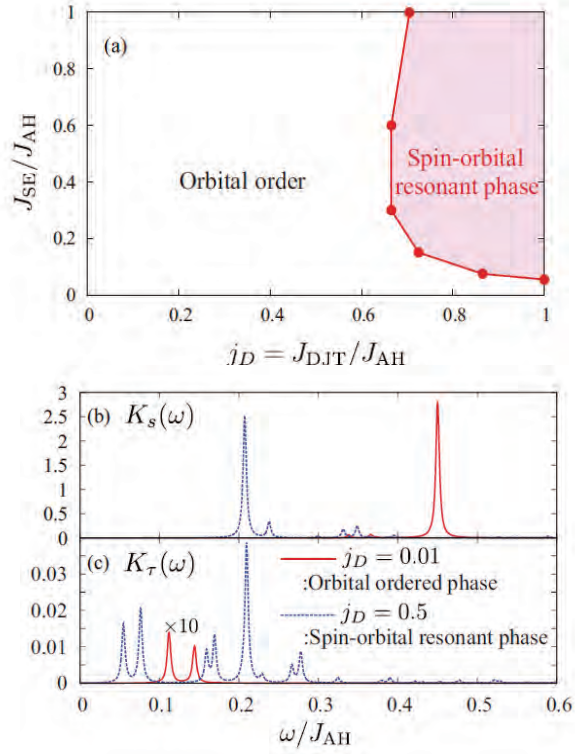 1
0.8
0.6
0.4
0.2
0
(a)
J_SE/J_AH
Orbital order
Spin-orbital
resonant phase
0 0.2 0.4 0.6 0.8 1
j_D = J_DJT/J_AH
3
2.5
2
1.5
1
0.5
0
(b) K_s(ω)
(c) K_τ(ω)
0.03
0.02
0.01
0
×10
j_D = 0.01
:Orbital ordered phase
j_D = 0.5
:Spin-orbital resonant phase
0 0.1 0.2 0.3 0.4 0.5 0.6
ω/J_AH